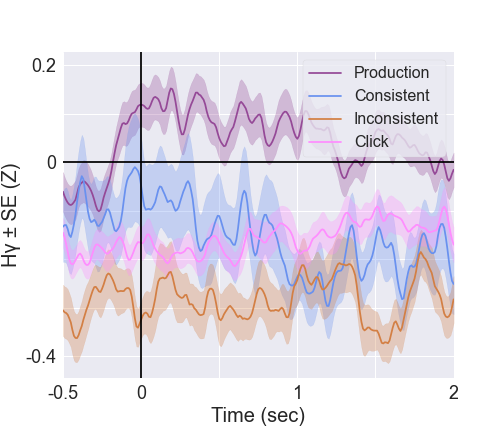 Production
Consistent
Inconsistent
Click
0.2
0
-0.4
Hγ ± SE (Z)
-0.5 0 1 2
Time (sec)